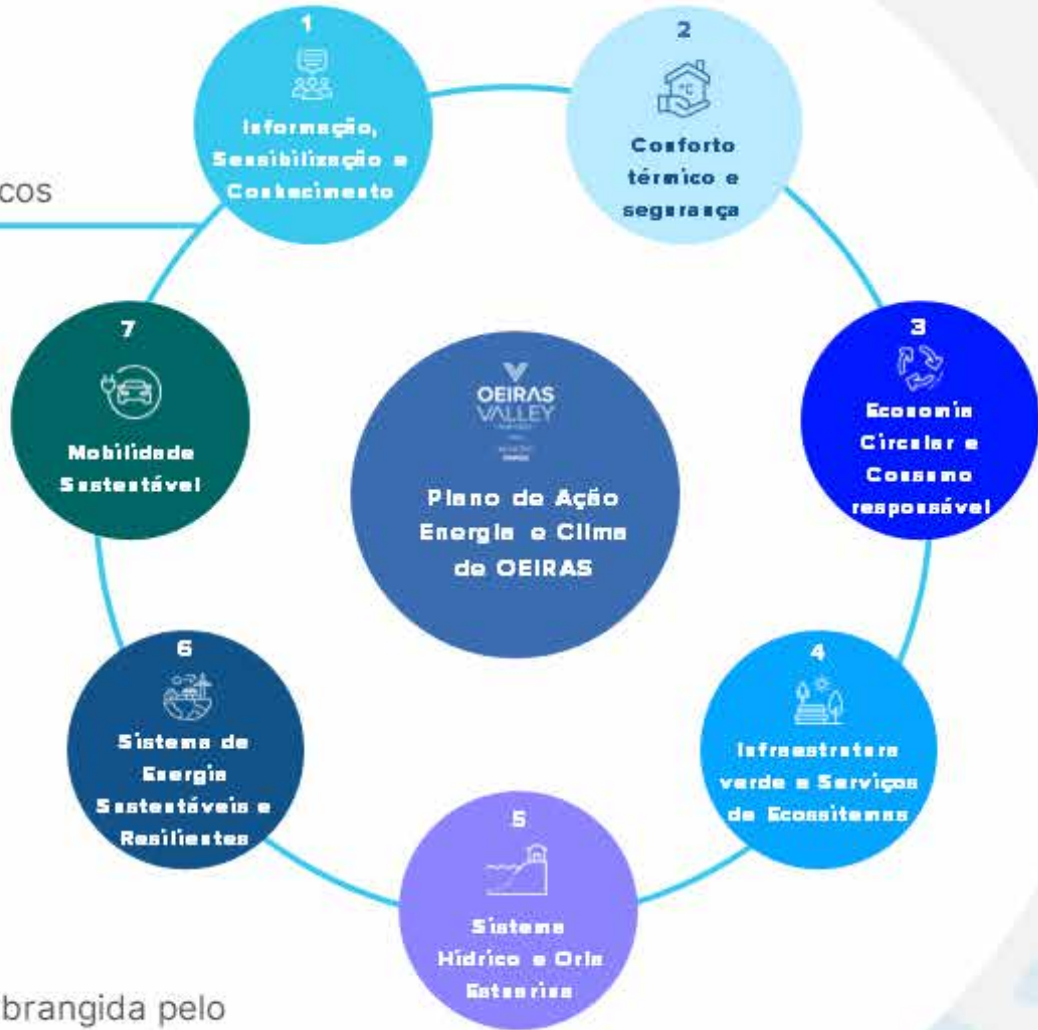 1
Informação,
Sensibilização e
Conhecimento
2
°C
Conforto
térmico e
segurança
cos
7
Mobilidade
Sustentável
OEIRAS
VALLEY
Plano de Ação
Energia e Clima
de OEIRAS
3
Economia
Circular e
Consumo
responsável
6
Sistema de
Energia
Sustentáveis e
Resilientes
4
Infraestrutura
verde e Serviços
de Ecossitemas
5
Sistema
Hídrico e Orla
Estuarina
brangida pelo